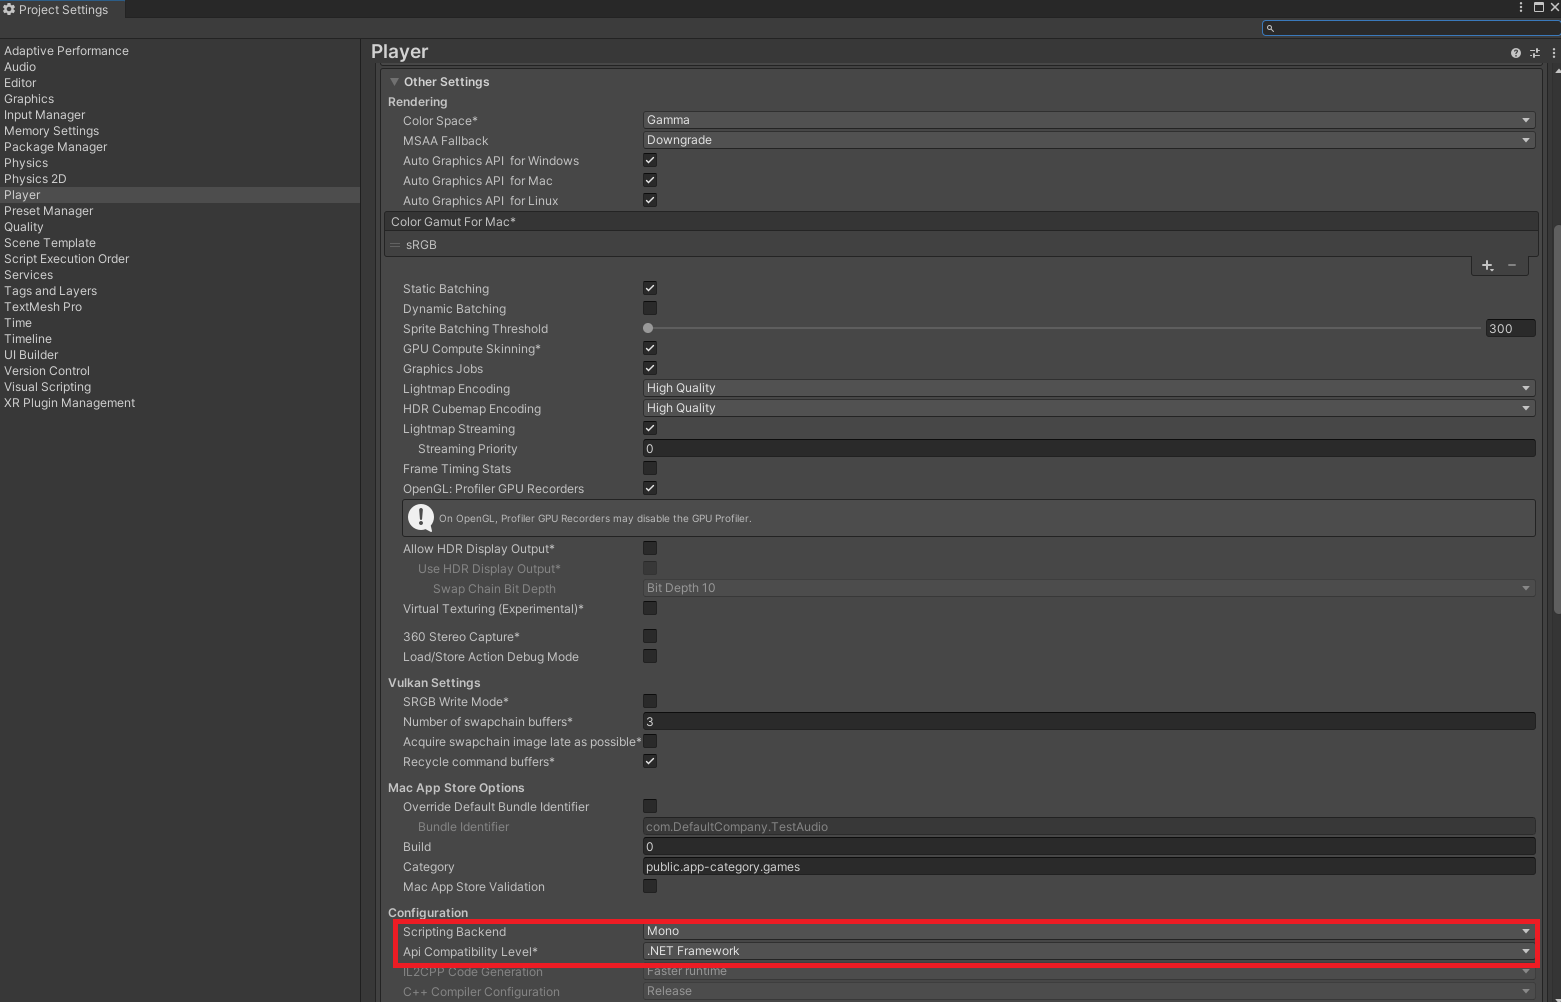 Project Settings
Adaptive Performance
Audio
Editor
Graphics
Input Manager
Memory Settings
Package Manager
Physics
Physics 2D
Player
Preset Manager
Quality
Scene Template
Script Execution Order
Services
Tags and Layers
TextMesh Pro
Time
Timeline
UI Builder
Version Control
Visual Scripting
XR Plugin Management
Player
Other Settings
Rendering
Color Space* Gamma
MSAA Fallback Downgrade
Auto Graphics API for Windows
Auto Graphics API for Mac
Auto Graphics API for Linux
Color Gamut For Mac*
sRGB
Static Batching
Dynamic Batching
Sprite Batching Threshold 300
GPU Compute Skinning*
Graphics Jobs
Lightmap Encoding High Quality
HDR Cubemap Encoding High Quality
Lightmap Streaming
Streaming Priority 0
Frame Timing Stats
OpenGL: Profiler GPU Recorders
On OpenGL, Profiler GPU Recorders may disable the GPU Profiler.
Allow HDR Display Output*
Use HDR Display Output*
Swap Chain Bit Depth Bit Depth 10
Virtual Texturing (Experimental)*
360 Stereo Capture*
Load/Store Action Debug Mode
Vulkan Settings
SRGB Write Mode*
Number of swapchain buffers* 3
Acquire swapchain image late as possible*
Recycle command buffers*
Mac App Store Options
Override Default Bundle Identifier
Bundle Identifier com.DefaultCompany.TestAudio
Build 0
Category public.app-category.games
Mac App Store Validation
Configuration
Scripting Backend Mono
Api Compatibility Level* .NET Framework
IL2CPP Code Generation Faster runtime
C++ Compiler Configuration Release